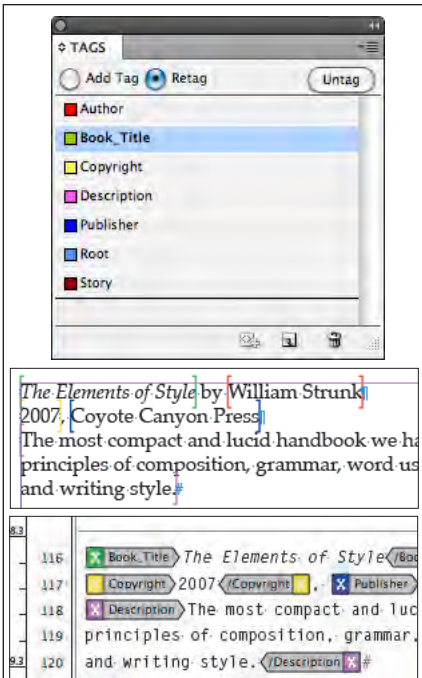 TAGS
Add Tag Retag Untag
Author
Book_Title
Copyright
Description
Publisher
Root
Story
The Elements of Style by William Strunk¶
2007, Coyote Canyon Press¶
The most compact and lucid handbook we ha
principles of composition, grammar, word us
and writing style.#
8.3
116 Book_Title The Elements of Style /Boo
117 Copyright 2007 /Copyright , Publisher
118 Description The most compact and luc
119 principles of composition, grammar,
9.3 120 and writing style. /Description #